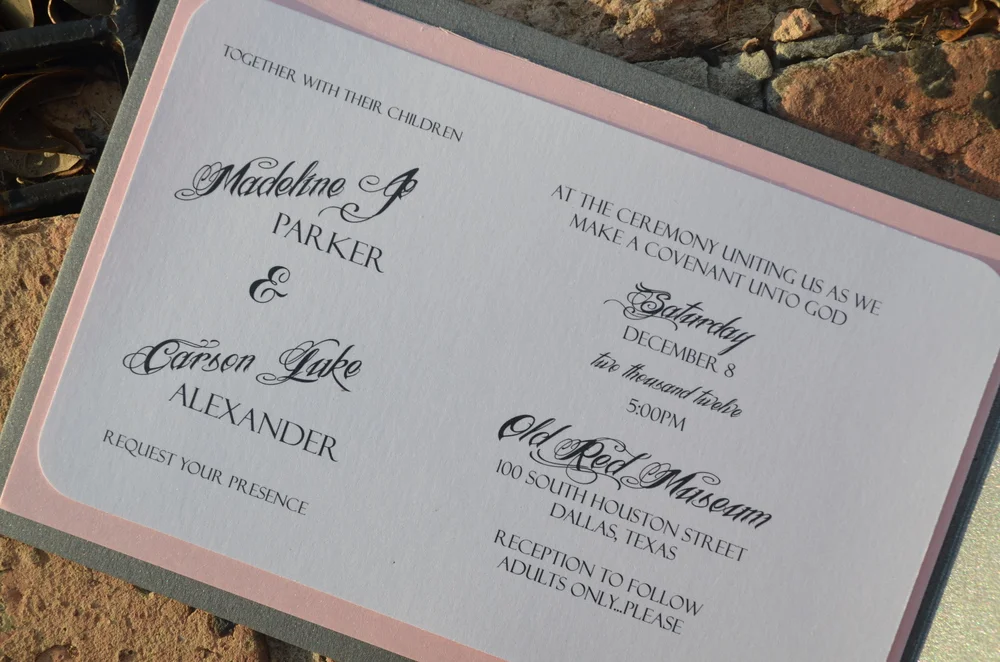 TOGETHER WITH THEIR CHILDREN
Madeline Jo
PARKER
&
Carson Luke
ALEXANDER
REQUEST YOUR PRESENCE
AT THE CEREMONY UNITING US AS WE
MAKE A COVENANT UNTO GOD
Saturday
DECEMBER 8
two thousand twelve
5:00PM
Old Red Museum
100 SOUTH HOUSTON STREET
DALLAS, TEXAS
RECEPTION TO FOLLOW
ADULTS ONLY...PLEASE